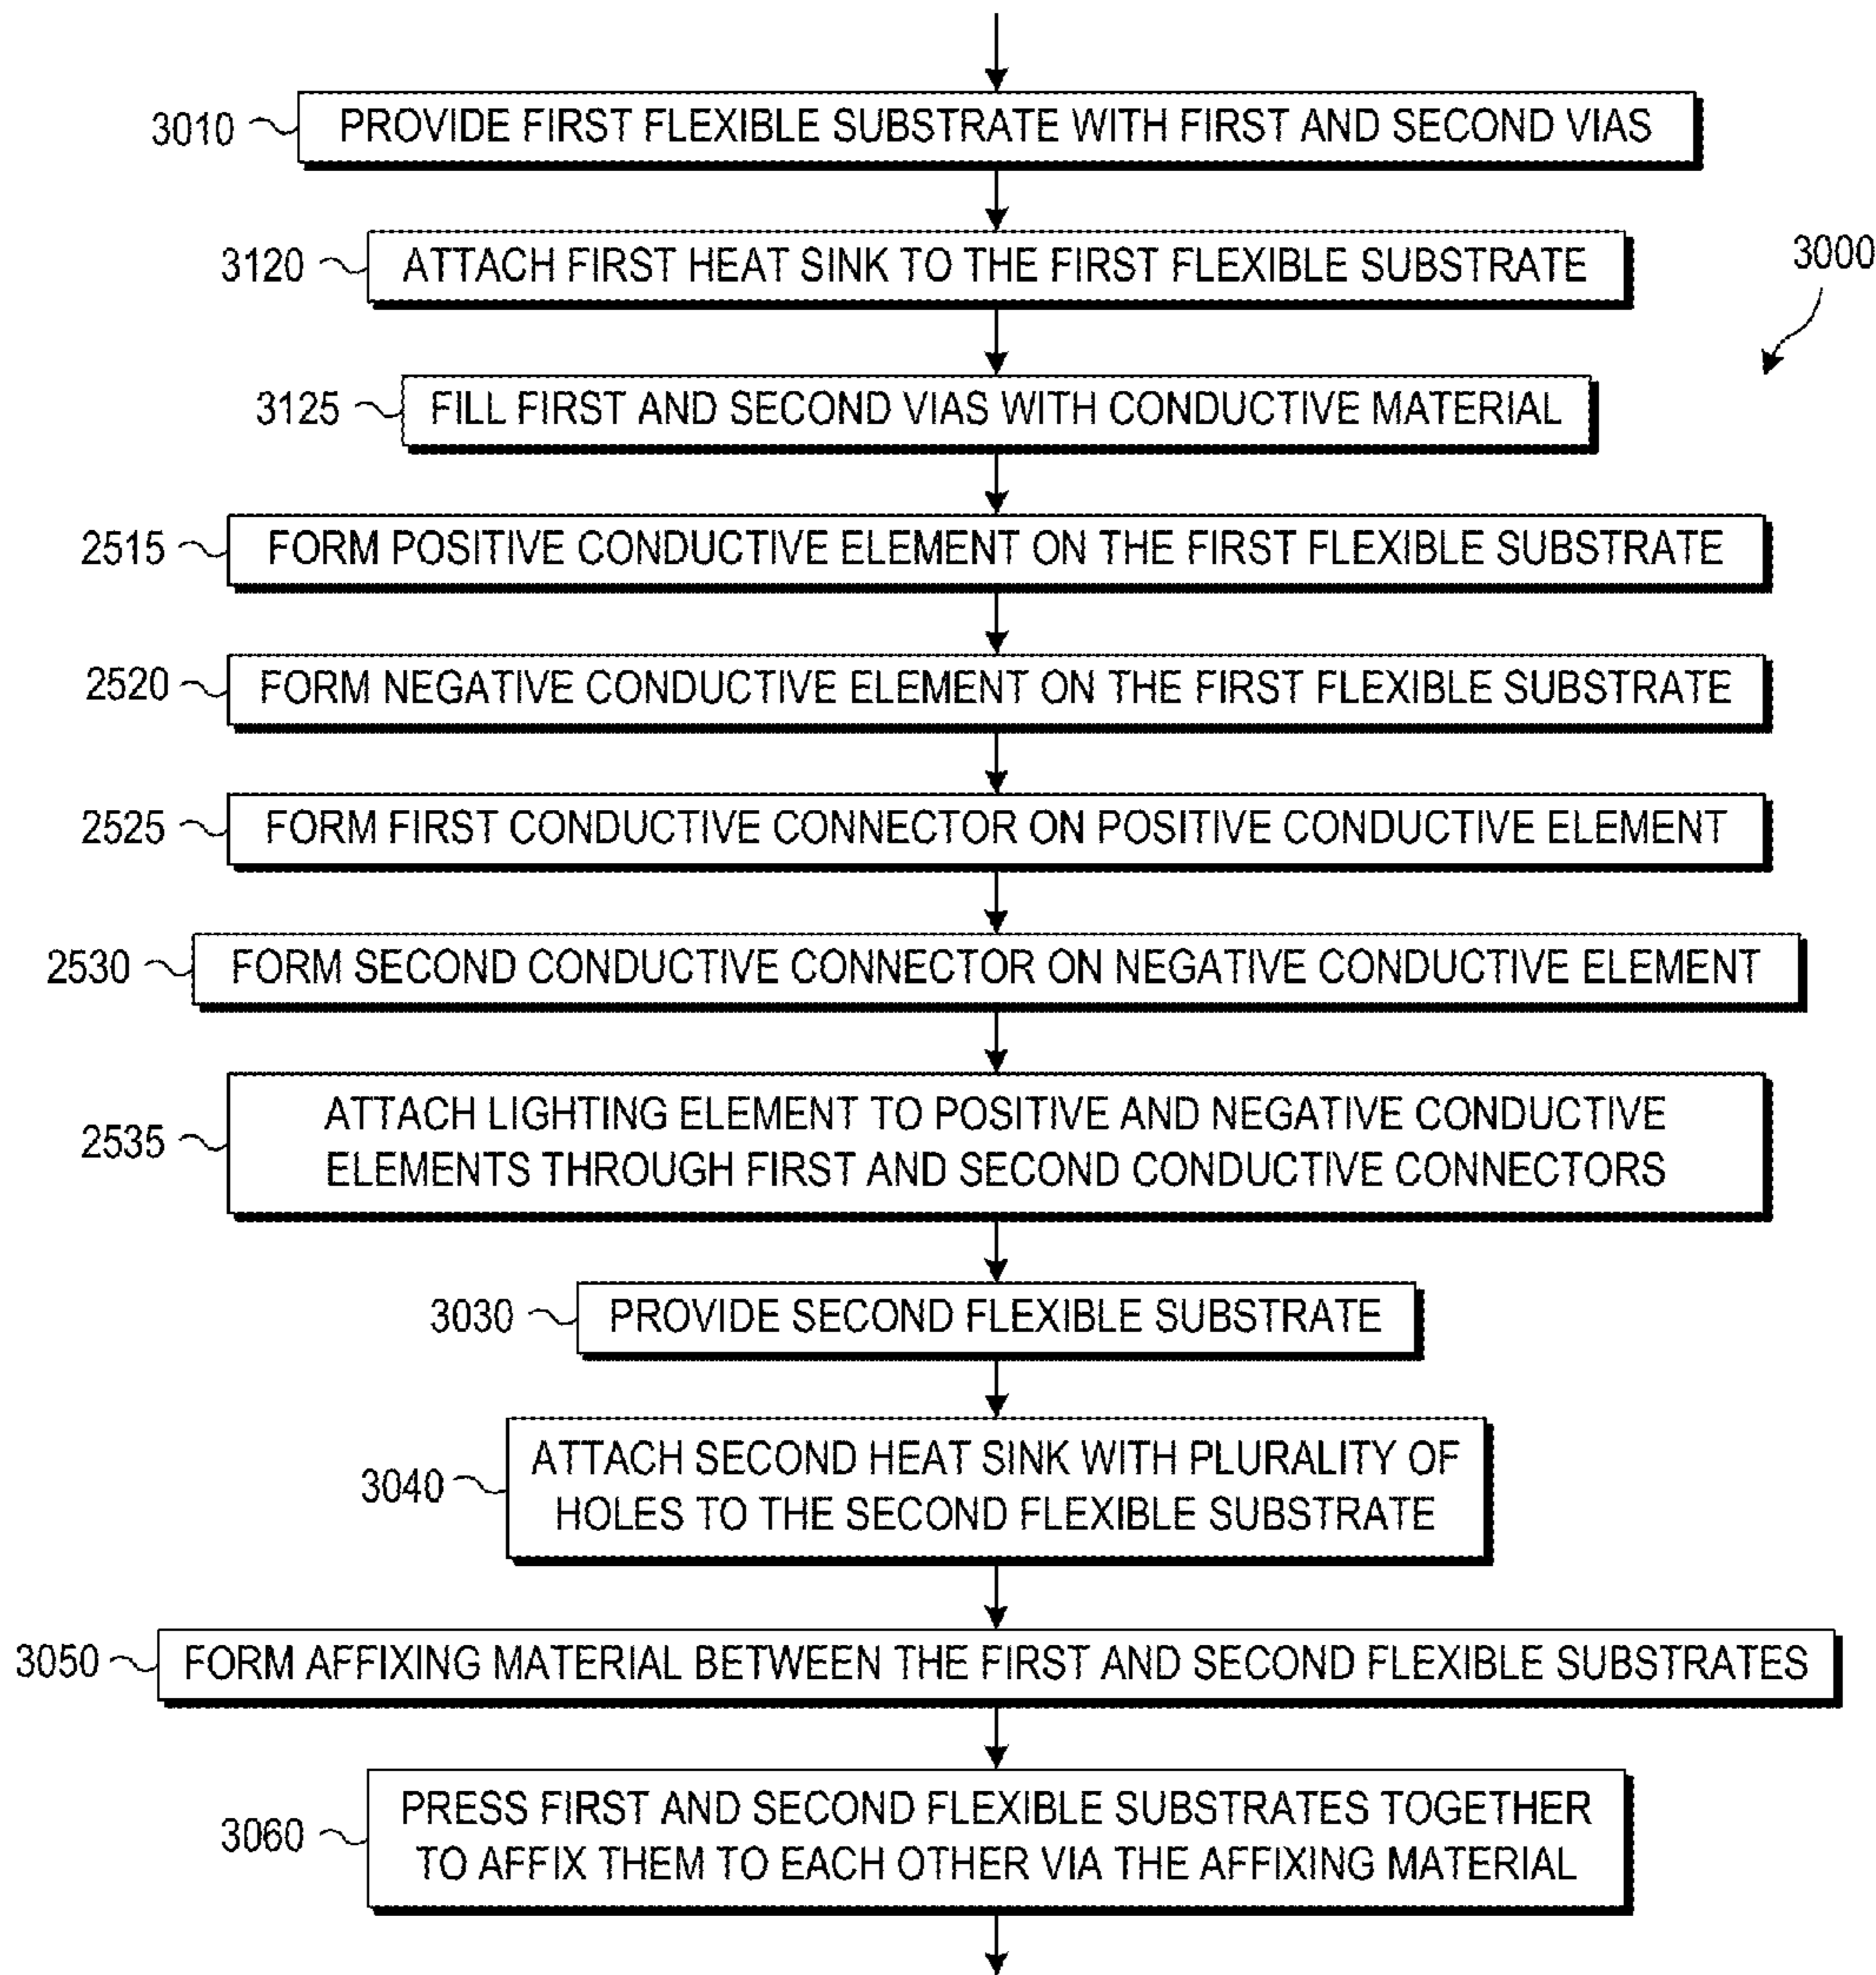 3010 PROVIDE FIRST FLEXIBLE SUBSTRATE WITH FIRST AND SECOND VIAS
3120 ATTACH FIRST HEAT SINK TO THE FIRST FLEXIBLE SUBSTRATE
3000
3125 FILL FIRST AND SECOND VIAS WITH CONDUCTIVE MATERIAL
2515 FORM POSITIVE CONDUCTIVE ELEMENT ON THE FIRST FLEXIBLE SUBSTRATE
2520 FORM NEGATIVE CONDUCTIVE ELEMENT ON THE FIRST FLEXIBLE SUBSTRATE
2525 FORM FIRST CONDUCTIVE CONNECTOR ON POSITIVE CONDUCTIVE ELEMENT
2530 FORM SECOND CONDUCTIVE CONNECTOR ON NEGATIVE CONDUCTIVE ELEMENT
2535 ATTACH LIGHTING ELEMENT TO POSITIVE AND NEGATIVE CONDUCTIVE
ELEMENTS THROUGH FIRST AND SECOND CONDUCTIVE CONNECTORS
3030 PROVIDE SECOND FLEXIBLE SUBSTRATE
3040 ATTACH SECOND HEAT SINK WITH PLURALITY OF
HOLES TO THE SECOND FLEXIBLE SUBSTRATE
3050 FORM AFFIXING MATERIAL BETWEEN THE FIRST AND SECOND FLEXIBLE SUBSTRATES
3060 PRESS FIRST AND SECOND FLEXIBLE SUBSTRATES TOGETHER
TO AFFIX THEM TO EACH OTHER VIA THE AFFIXING MATERIAL